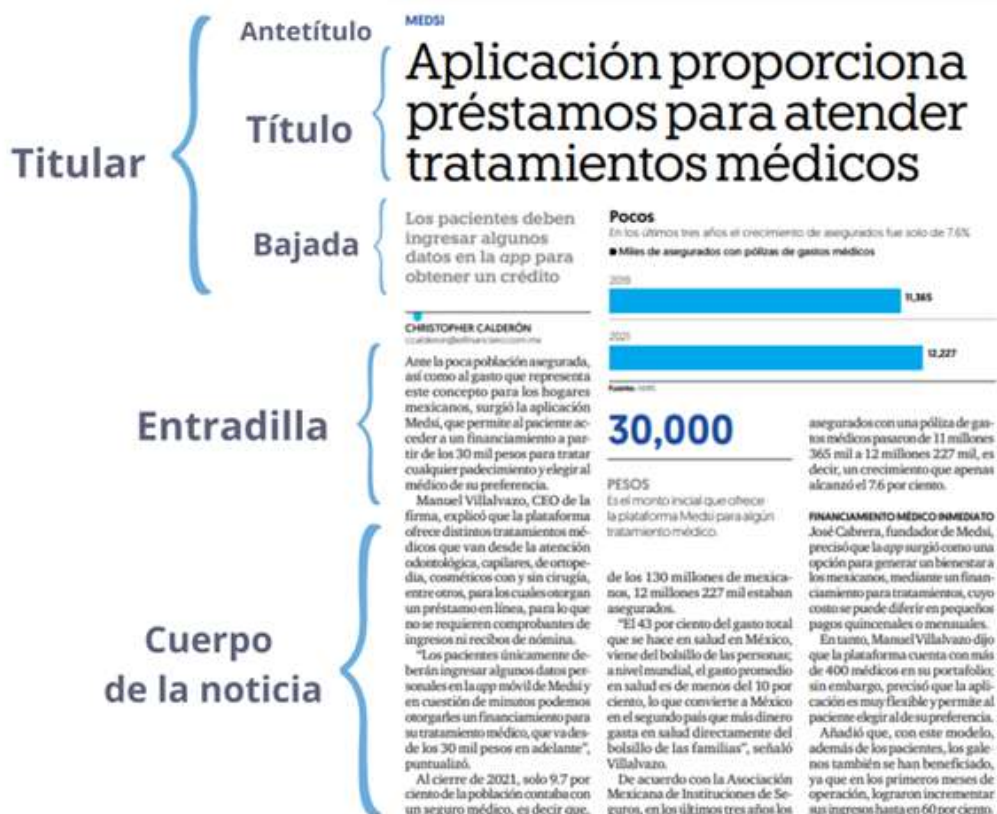 Titular
Antetítulo
Título
Bajada
Entradilla
Cuerpo
de la noticia
MEDSI
Aplicación proporciona
préstamos para atender
tratamientos médicos
Los pacientes deben
ingresar algunos
datos en la app para
obtener un crédito
CHRISTOPHER CALDERÓN
ccalderon@elfinanciero.com.mx
Ante la poca población asegurada,
así como al gasto que representa
este concepto para los hogares
mexicanos, surgió la aplicación
Medsi, que permite al paciente ac-
ceder a un financiamiento a par-
tir de los 30 mil pesos para tratar
cualquier padecimiento y elegir al
médico de su preferencia.
Manuel Villalvazo, CEO de la
firma, explicó que la plataforma
ofrece distintos tratamientos mé-
dicos que van desde la atención
odontológica, capilares, de ortope-
dia, cosméticos con y sin cirugía,
entre otros, para los cuales otorgan
un préstamo en línea, para lo que
no se requieren comprobantes de
ingresos ni recibos de nómina.
"Los pacientes únicamente de-
berán ingresar algunos datos per-
sonales en la app móvil de Medsi y
en cuestión de minutos podemos
otorgarles un financiamiento para
su tratamiento médico, que va des-
de los 30 mil pesos en adelante",
puntualizó.
Al cierre de 2021, solo 9.7 por
ciento de la población contaba con
un seguro médico, es decir que,
Pocos
En los últimos tres años el crecimiento de asegurados fue solo de 7.6%
■ Miles de asegurados con pólizas de gastos médicos
2019
11,365
2021
12,227
Fuente:
30,000
PESOS
Es el monto inicial que ofrece
la plataforma Medsi para algún
tratamiento médico.
de los 130 millones de mexica-
nos, 12 millones 227 mil estaban
asegurados.
"El 43 por ciento del gasto total
que se hace en salud en México,
viene del bolsillo de las personas;
a nivel mundial, el gasto promedio
en salud es de menos del 10 por
ciento, lo que convierte a México
en el segundo país que más dinero
gasta en salud directamente del
bolsillo de las familias", señaló
Villalvazo.
De acuerdo con la Asociación
Mexicana de Instituciones de Se-
guros, en los últimos tres años los
asegurados con una póliza de gas-
tos médicos pasaron de 11 millones
365 mil a 12 millones 227 mil, es
decir, un crecimiento que apenas
alcanzó el 7.6 por ciento.
FINANCIAMIENTO MÉDICO INMEDIATO
José Cabrera, fundador de Medsi,
precisó que la app surgió como una
opción para generar un bienestar a
los mexicanos, mediante un finan-
ciamiento para tratamientos, cuyo
costo se puede diferir en pequeños
pagos quincenales o mensuales.
En tanto, Manuel Villalvazo dijo
que la plataforma cuenta con más
de 400 médicos en su portafolio;
sin embargo, precisó que la apli-
cación es muy flexible y permite al
paciente elegir al de su preferencia.
Añadió que, con este modelo,
además de los pacientes, los gale-
nos también se han beneficiado,
ya que en los primeros meses de
operación, lograron incrementar
sus ingresos hasta en 60 por ciento.